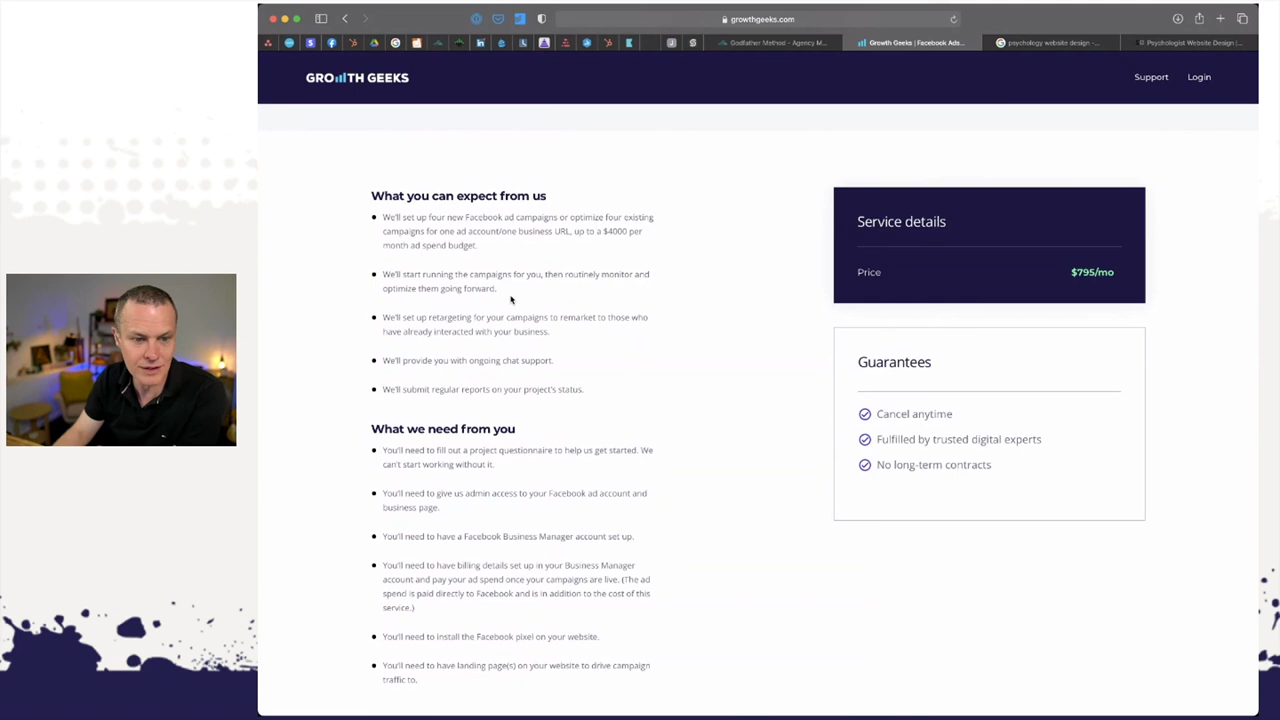 growthgeeks.com
Godfather Method - Agency M...
Growth Geeks | Facebook Ads...
psychology website design -...
Psychologist Website Design |...
GROWTH GEEKS
Support
Login
What you can expect from us
We'll set up four new Facebook ad campaigns or optimize four existing
campaigns for one ad account/one business URL, up to a $4000 per
month ad spend budget.
We'll start running the campaigns for you, then routinely monitor and
optimize them going forward.
We'll set up retargeting for your campaigns to remarket to those who
have already interacted with your business.
We'll provide you with ongoing chat support.
We'll submit regular reports on your project's status.
What we need from you
You'll need to fill out a project questionnaire to help us get started. We
can't start working without it.
You'll need to give us admin access to your Facebook ad account and
business page.
You'll need to have a Facebook Business Manager account set up.
You'll need to have billing details set up in your Business Manager
account and pay your ad spend once your campaigns are live. (The ad
spend is paid directly to Facebook and is in addition to the cost of this
service.)
You'll need to install the Facebook pixel on your website.
You'll need to have landing page(s) on your website to drive campaign
traffic to.
Service details
Price $795/mo
Guarantees
Cancel anytime
Fulfilled by trusted digital experts
No long-term contracts